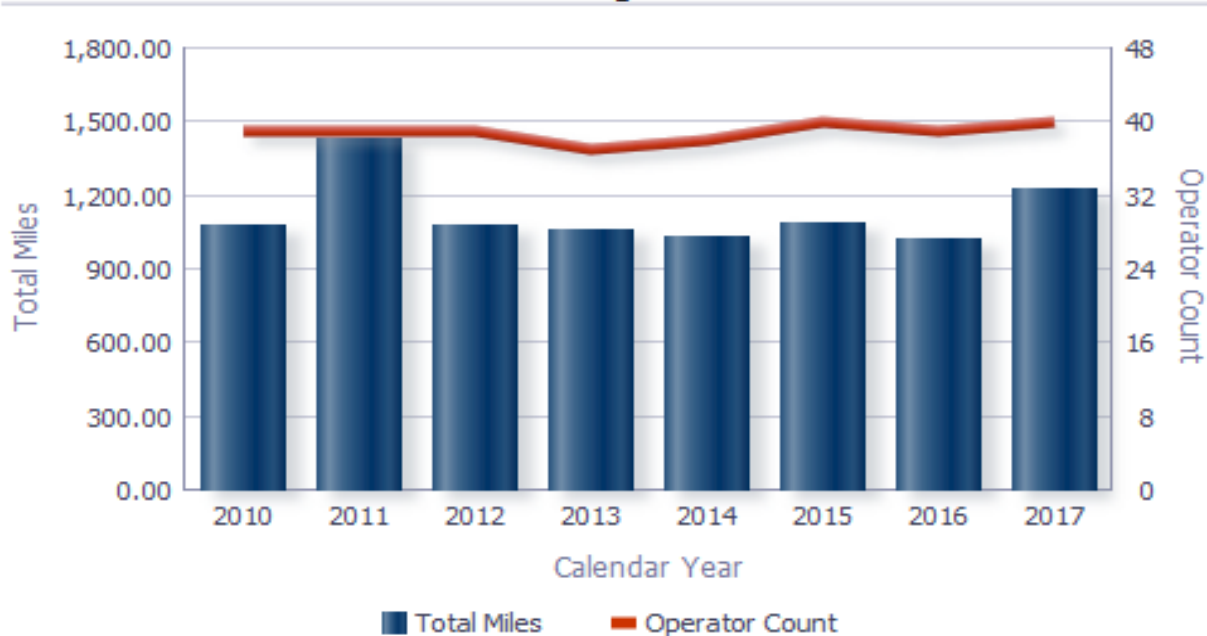 1,800.00
1,500.00
1,200.00
900.00
600.00
300.00
0.00
Total Miles
48
40
32
24
16
8
0
Operator Count
2010 2011 2012 2013 2014 2015 2016 2017
Calendar Year
Total Miles Operator Count